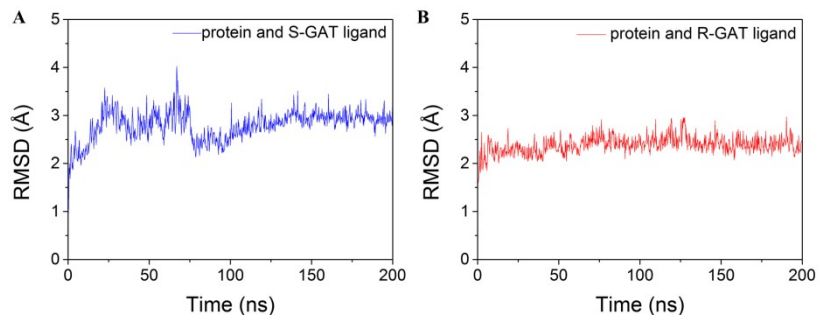 A
protein and S-GAT ligand
5
4
3
2
1
0
RMSD (Å)
0 50 100 150 200
Time (ns)
B
protein and R-GAT ligand
5
4
3
2
1
0
RMSD (Å)
0 50 100 150 200
Time (ns)